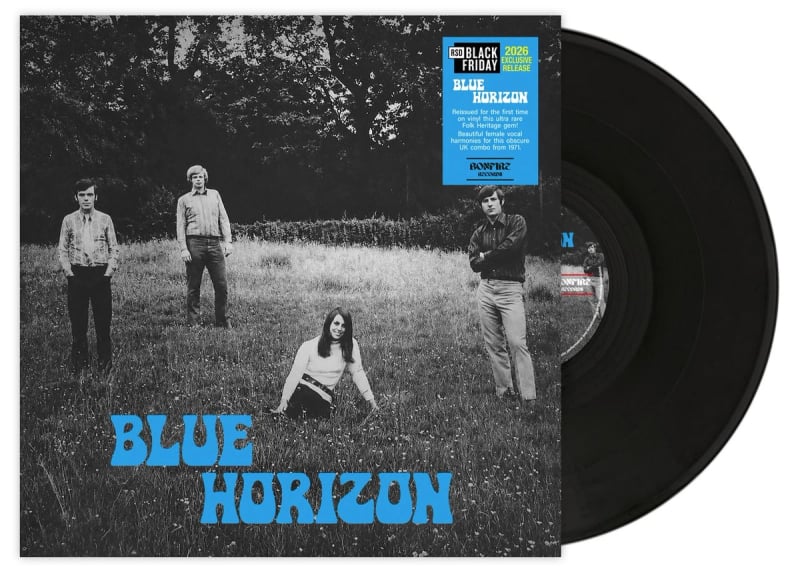 RSD BLACK
FRIDAY
2026
EXCLUSIVE
RELEASE
BLUE
HORIZON
Reissued for the first time
on vinyl this ultra rare
Folk Heritage gem!
Beautiful female vocal
harmonies for this obscure
UK combo from 1971.
BONFIRE
RECORDS
BLUE
HORIZON